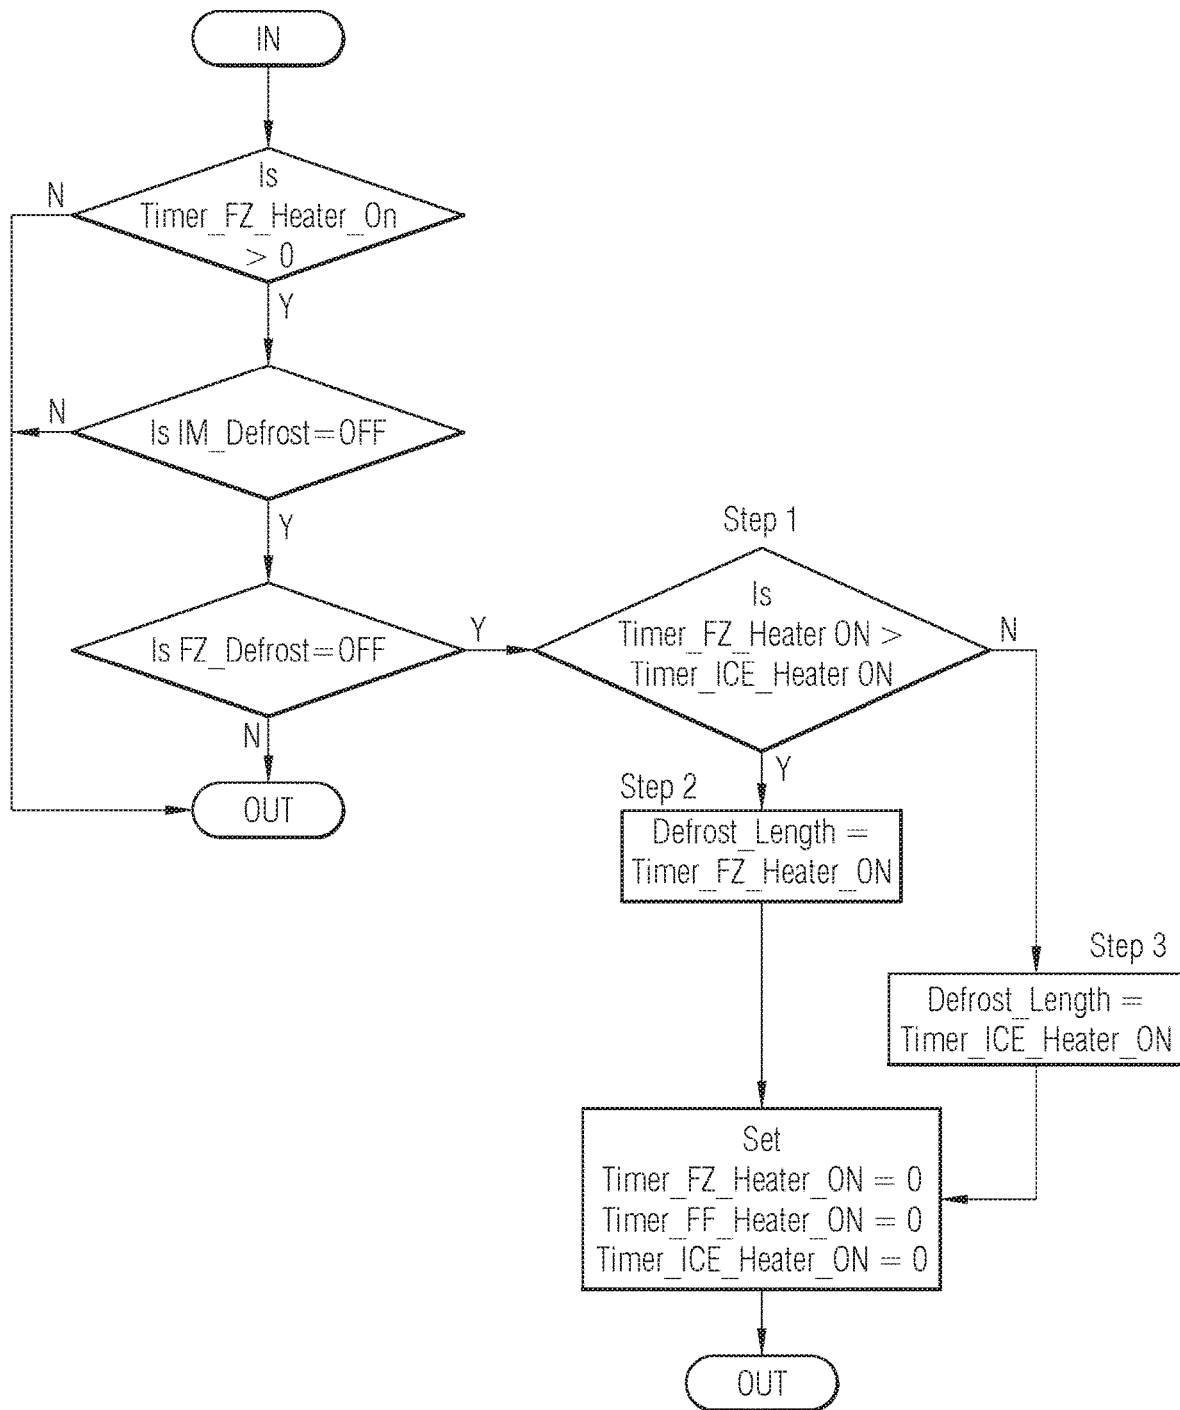 IN
Is
Timer_FZ_Heater_On
> 0
N
Y
Is IM_Defrost=OFF
N
Y
Is FZ_Defrost=OFF
Y
N
OUT
Step 1
Is
Timer_FZ_Heater ON >
Timer_ICE_Heater ON
N
Y
Step 2
Defrost_Length =
Timer_FZ_Heater_ON
Step 3
Defrost_Length =
Timer_ICE_Heater_ON
Set
Timer_FZ_Heater_ON = 0
Timer_FF_Heater_ON = 0
Timer_ICE_Heater_ON = 0
OUT